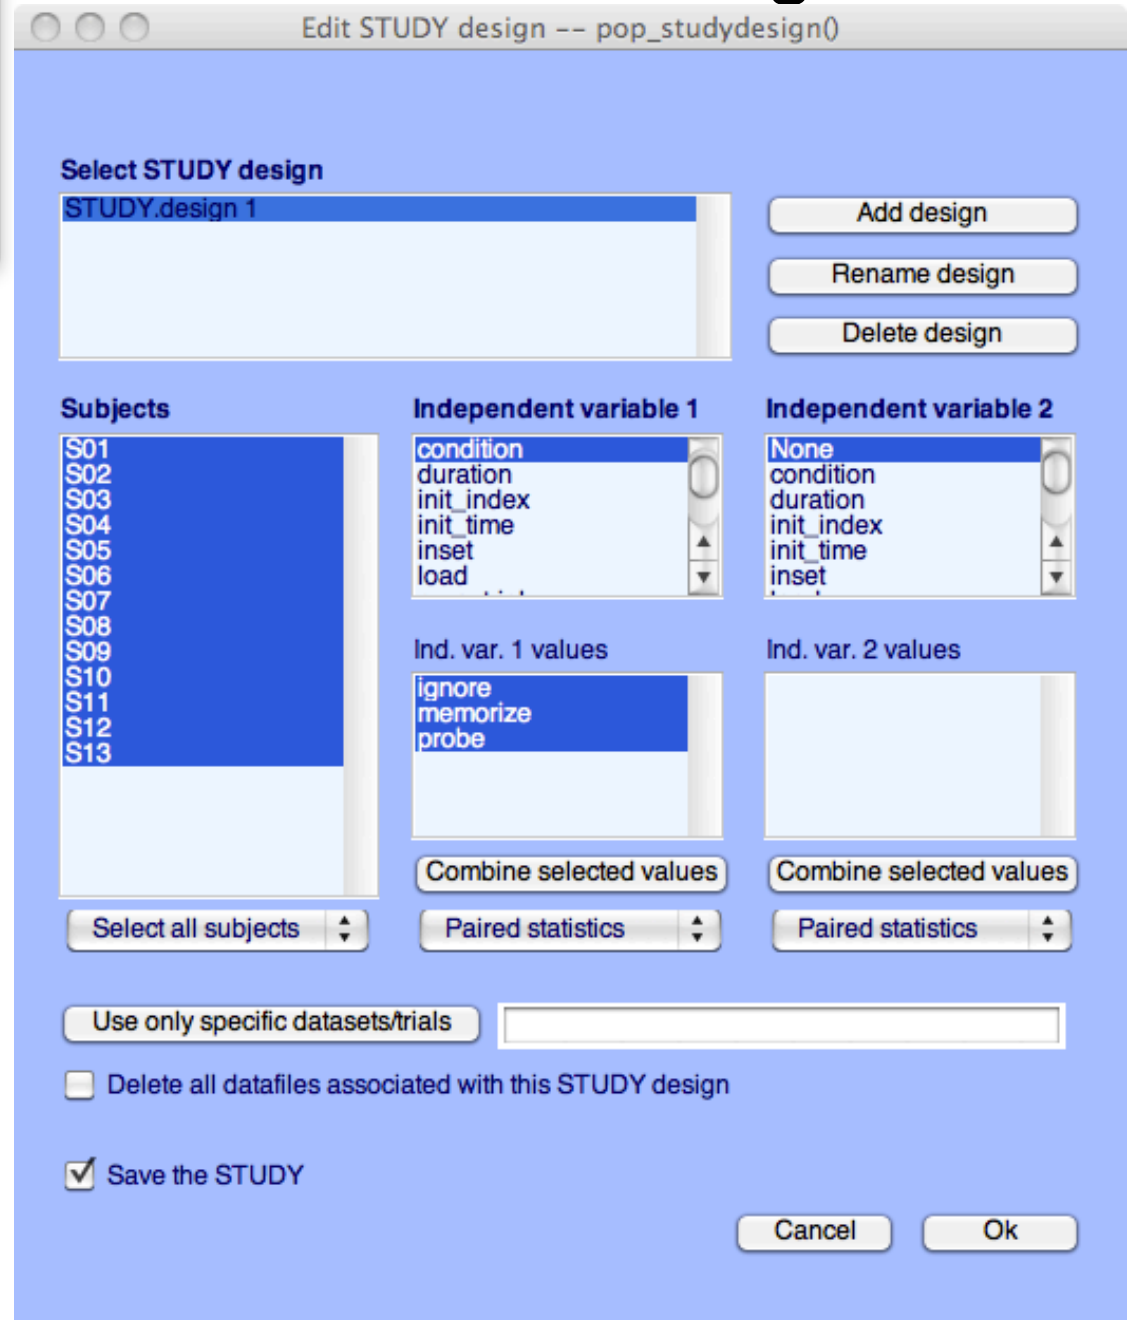 Edit STUDY design -- pop_studydesign()
Select STUDY design
STUDY.design 1
Add design
Rename design
Delete design
Subjects
S01
S02
S03
S04
S05
S06
S07
S08
S09
S10
S11
S12
S13
Select all subjects
Independent variable 1
condition
duration
init_index
init_time
inset
load
Ind. var. 1 values
ignore
memorize
probe
Combine selected values
Paired statistics
Independent variable 2
None
condition
duration
init_index
init_time
inset
Ind. var. 2 values
Combine selected values
Paired statistics
Use only specific datasets/trials
Delete all datafiles associated with this STUDY design
Save the STUDY
Cancel
Ok